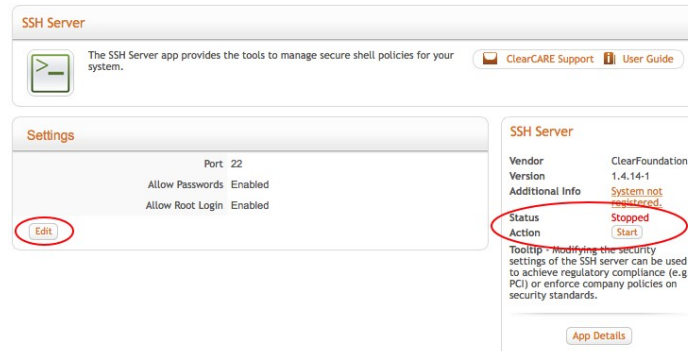 SSH Server
The SSH Server app provides the tools to manage secure shell policies for your
system.
ClearCARE Support
User Guide
Settings
Port 22
Allow Passwords Enabled
Allow Root Login Enabled
Edit
SSH Server
Vendor ClearFoundation
Version 1.4.14-1
Additional Info System not
registered.
Status Stopped
Action Start
Tooltip - Modifying the security
settings of the SSH server can be used
to achieve regulatory compliance (e.g.
PCI) or enforce company policies on
security standards.
App Details